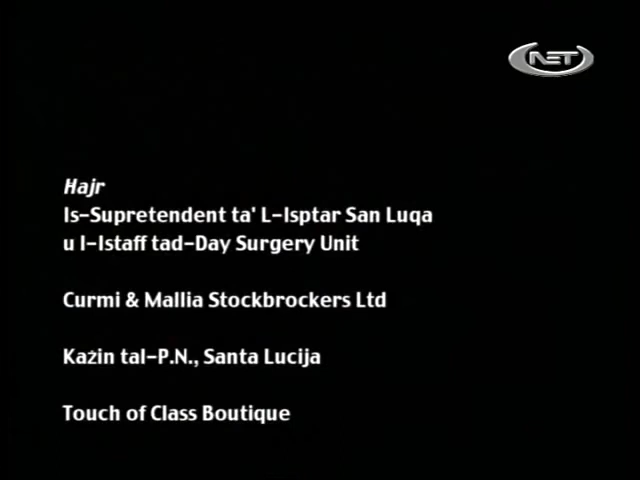 NET
Hajr
Is-Supretendent ta' L-Isptar San Luqa
u l-Istaff tad-Day Surgery Unit
Curmi & Mallia Stockbrockers Ltd
Każin tal-P.N., Santa Lucija
Touch of Class Boutique